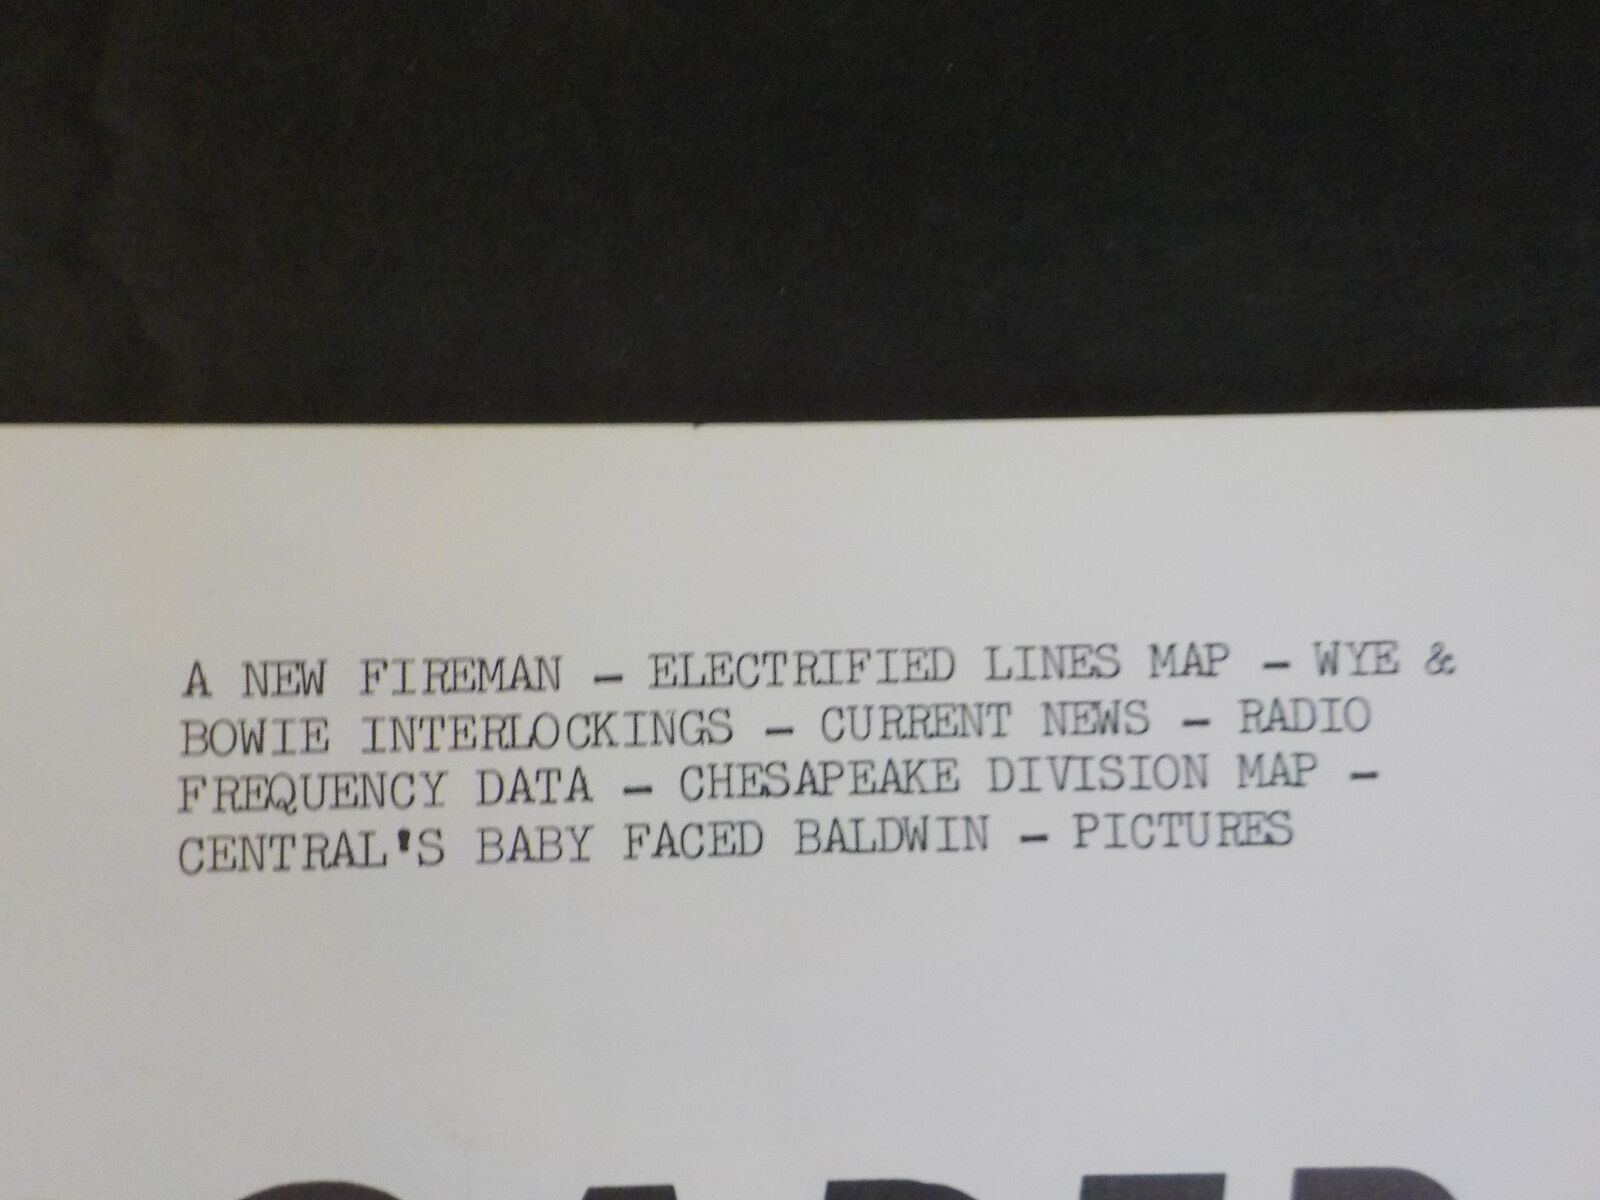 A NEW FIREMAN - ELECTRIFIED LINES MAP - WYE &
BOWIE INTERLOCKINGS - CURRENT NEWS - RADIO
FREQUENCY DATA - CHESAPEAKE DIVISION MAP -
CENTRAL'S BABY FACED BALDWIN - PICTURES